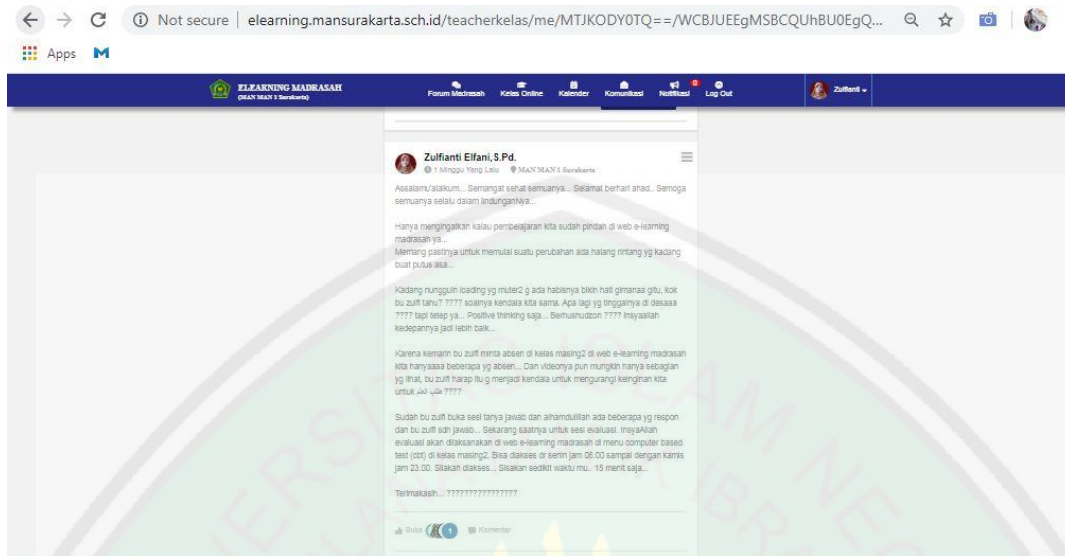 Not secure | elearning.mansurakarta.sch.id/teacherkelas/me/MTJKODY0TQ==/WCBJUEEgMSBCQUhBU0EgQ...
Apps
ELEARNING MADRASAH
(MAN MAN 1 Surakarta)
Forum Madrasah Kelas Online Kalender Komunikasi Notifikasi Log Out Zulfianti
Zulfianti Elfani, S.Pd.
1 Minggu Yang Lalu MAN MAN 1 Surakarta
Assalamu'alaikum... Semangat sehat semuanya... Selamat berhari ahad.. Semoga
semuanya selalu dalam lindunganNya...
Hanya mengingatkan kalau pembelajaran kita sudah pindah di web e-learning
madrasah ya...
Memang pastinya untuk memulai suatu perubahan ada halang rintang yg kadang
buat putus asa...
Kadang nungguin loading yg muter2 g ada habisnya bikin hati gimanaa gitu, kok
bu zulfi tahu? ???? soalnya kendala kita sama. Apa lagi yg tinggalnya di desaaa
???? tapi tetep ya... Positive thinking saja... Bernusnudzon ???? insyaallah
kedepannya jadi lebih baik...
Karena kemarin bu zulfi minta absen di kelas masing2 di web e-learning madrasah
kita hanyaaaa beberapa yg absen... Dan videonya pun mungkin hanya sebagian
yg lihat, bu zulfi harap itu g menjadi kendala untuk mengurangi keinginan kita
untuk طلب العلم ????
Sudah bu zulfi buka sesi tanya jawab dan alhamdulillah ada beberapa yg respon
dan bu zulfi sdh jawab... Sekarang saatnya untuk sesi evaluasi. InsyaAllah
evaluasi akan dilaksanakan di web e-learning madrasah di menu computer based
test (cbt) di kelas masing2. Bisa diakses dr senin jam 06.00 sampai dengan kamis
jam 23.00. Silakan diakses... Sisakan sedikit waktu mu.. 15 menit saja...
Terimakasih... ????????????????
Buka 1 Komentar